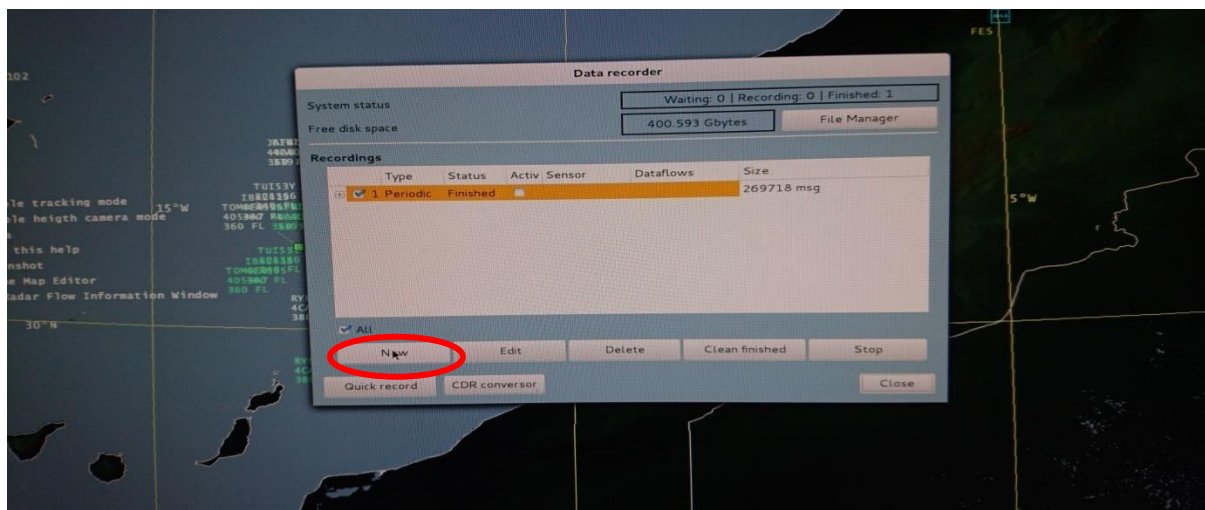 FES
102
Data recorder
System status
Waiting: 0 | Recording: 0 | Finished: 1
Free disk space
400.593 Gbytes
File Manager
Recordings
Type Status Activ Sensor Dataflows Size
1 Periodic Finished 269718 msg
TUI53Y
15°W
5°W
le tracking mode
le heigth camera mode
360 FL
this help
nshot
e Map Editor
adar Flow Information Window
360 FL
30°N
All
New Edit Delete Clean finished Stop
Quick record CDR conversor Close